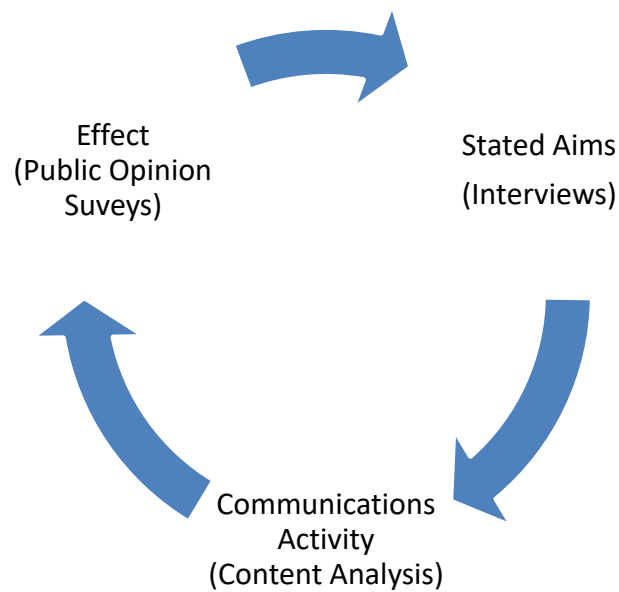 Effect
(Public Opinion
Suveys)
Stated Aims
(Interviews)
Communications
Activity
(Content Analysis)